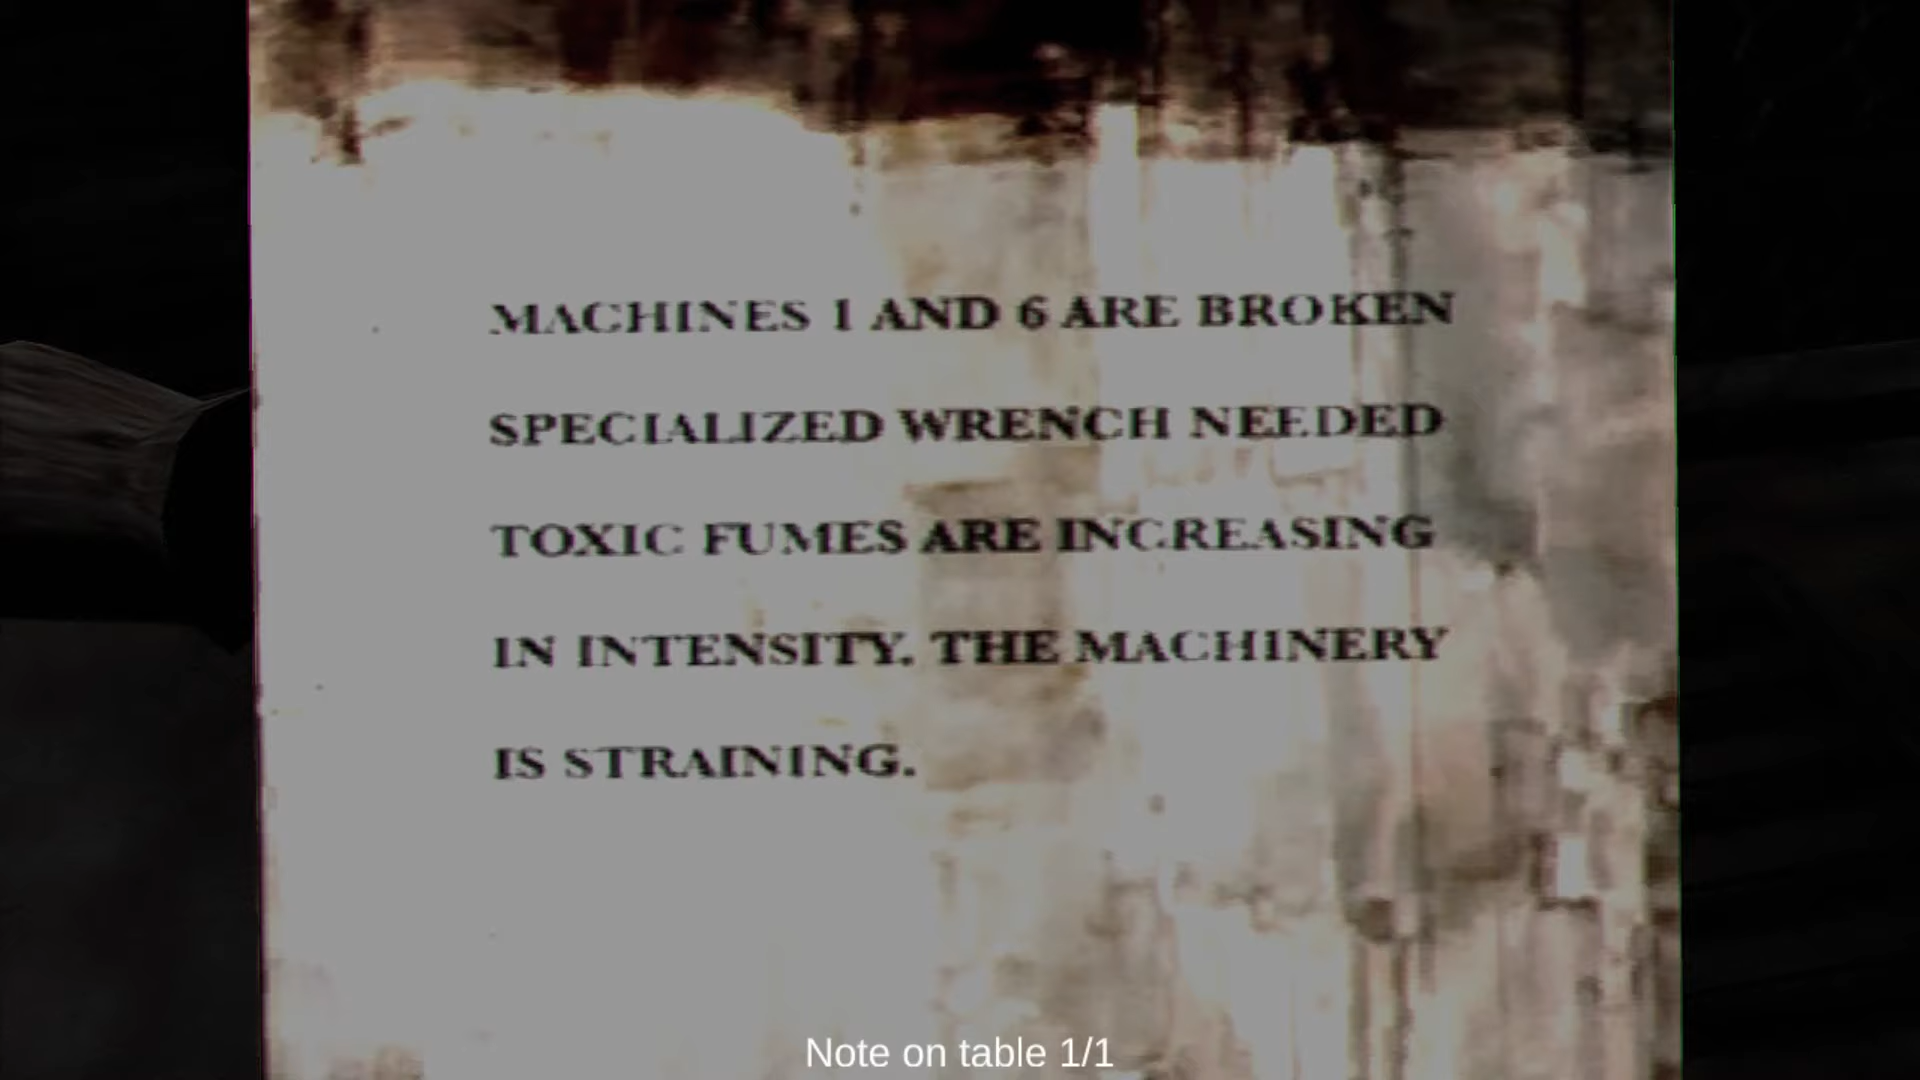 MACHINES 1 AND 6 ARE BROKEN
SPECIALIZED WRENCH NEEDED
TOXIC FUMES ARE INCREASING
IN INTENSITY. THE MACHINERY
IS STRAINING.
Note on table 1/1